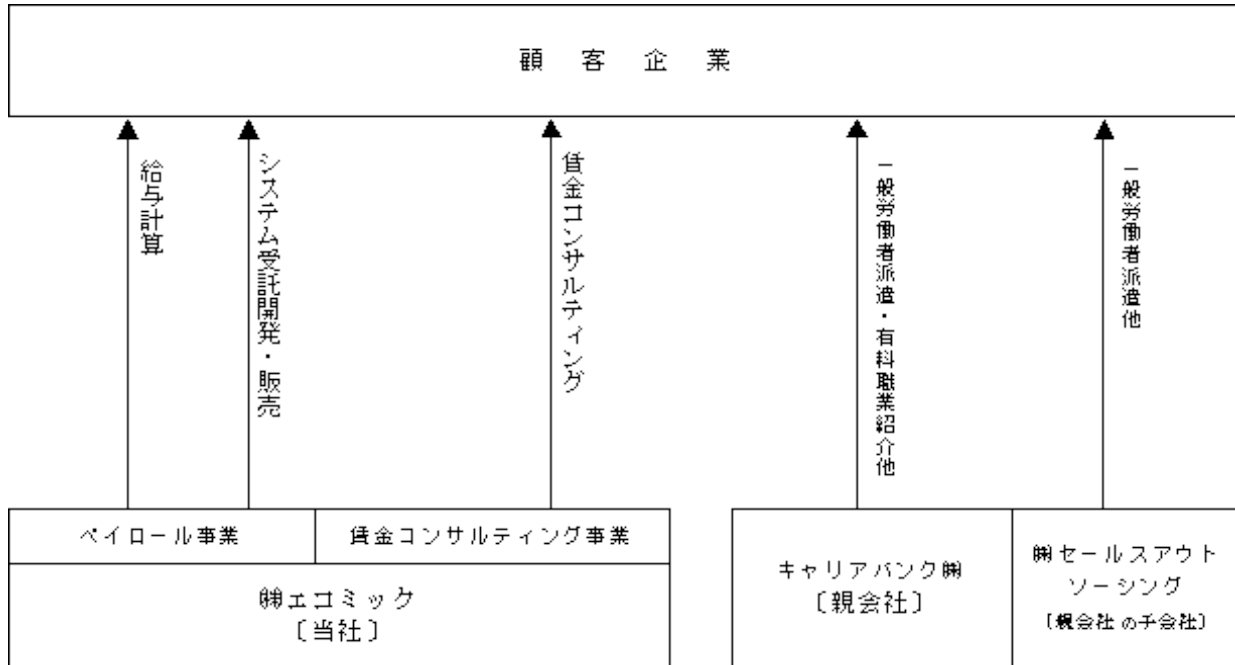 顧客企業
給与計算
システム受託開発・販売
賃金コンサルティング
一般労働者派遣・有料職業紹介他
一般労働者派遣他
ペイロール事業
賃金コンサルティング事業
㈱エコミック
〔当社〕
キャリアバンク㈱
〔親会社〕
㈱セールスアウト
ソーシング
〔親会社の子会社〕